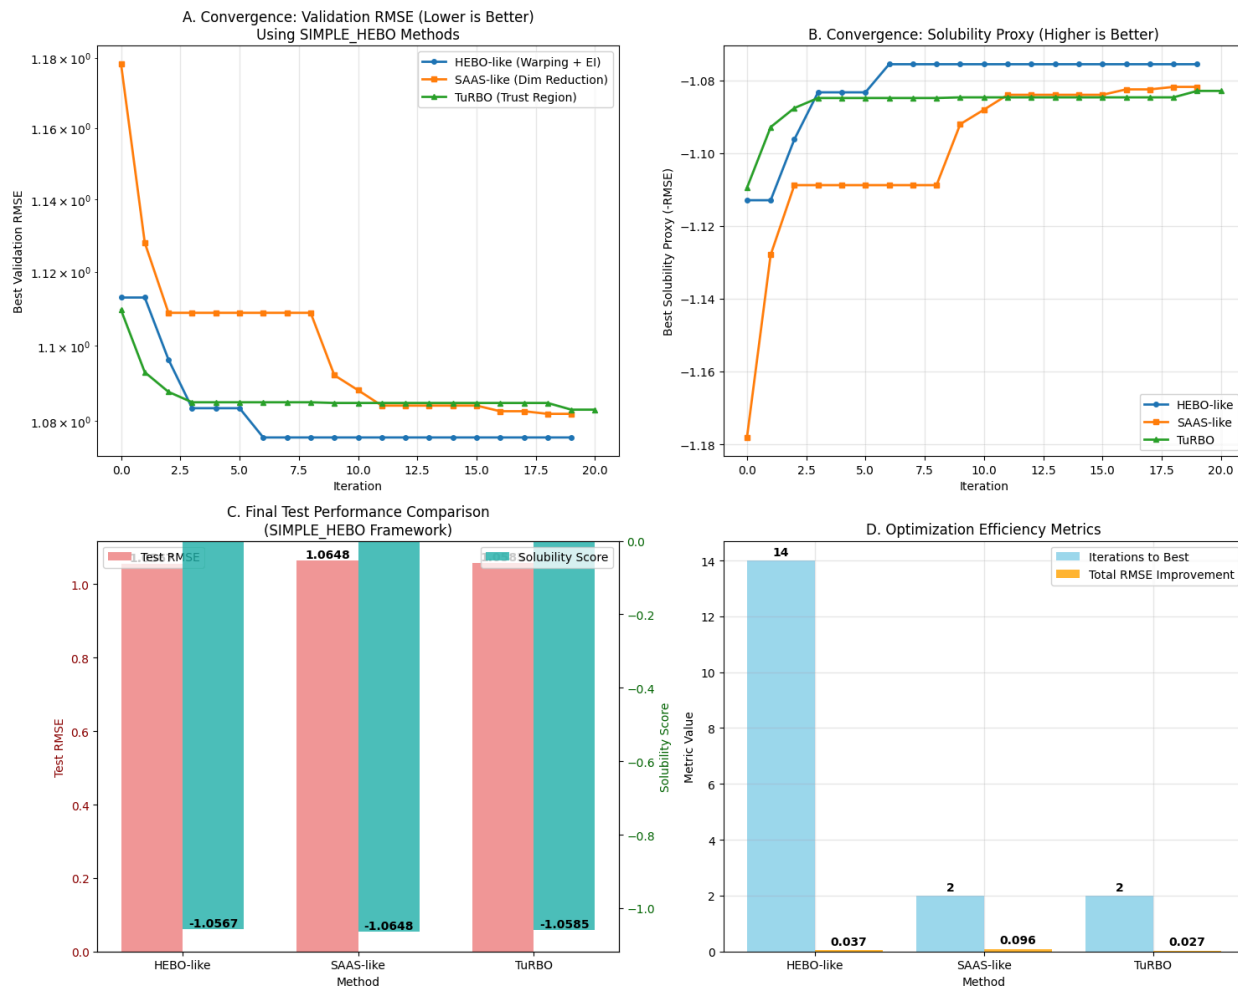 A. Convergence: Validation RMSE (Lower is Better)
Using SIMPLE_HEBO Methods
HEBO-like (Warping + EI)
SAAS-like (Dim Reduction)
TuRBO (Trust Region)
Best Validation RMSE
1.18 × 10⁰
1.16 × 10⁰
1.14 × 10⁰
1.12 × 10⁰
1.1 × 10⁰
1.08 × 10⁰
0.0 2.5 5.0 7.5 10.0 12.5 15.0 17.5 20.0
Iteration
B. Convergence: Solubility Proxy (Higher is Better)
Best Solubility Proxy (-RMSE)
−1.08
−1.10
−1.12
−1.14
−1.16
−1.18
HEBO-like
SAAS-like
TuRBO
0.0 2.5 5.0 7.5 10.0 12.5 15.0 17.5 20.0
Iteration
C. Final Test Performance Comparison
(SIMPLE_HEBO Framework)
Test RMSE
Solubility Score
1.0648
Test RMSE
1.0
0.8
0.6
0.4
0.2
0.0
Solubility Score
0.0
−0.2
−0.4
−0.6
−0.8
−1.0
-1.0567
-1.0648
-1.0585
HEBO-like SAAS-like TuRBO
Method
D. Optimization Efficiency Metrics
Iterations to Best
Total RMSE Improvement
Metric Value
14
12
10
8
6
4
2
0
14
0.037
2
0.096
2
0.027
HEBO-like SAAS-like TuRBO
Method